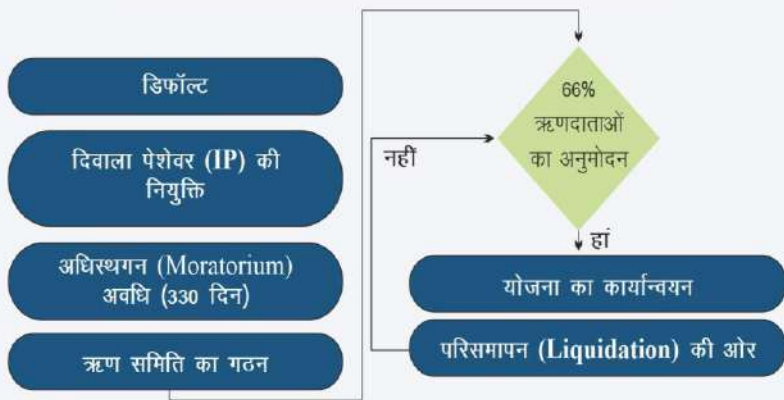 डिफॉल्ट
दिवाला पेशेवर (IP) की
नियुक्ति
अधिस्थगन (Moratorium)
अवधि (330 दिन)
ऋण समिति का गठन
66%
ऋणदाताओं
का अनुमोदन
नहीं
हां
योजना का कार्यान्वयन
परिसमापन (Liquidation) की ओर